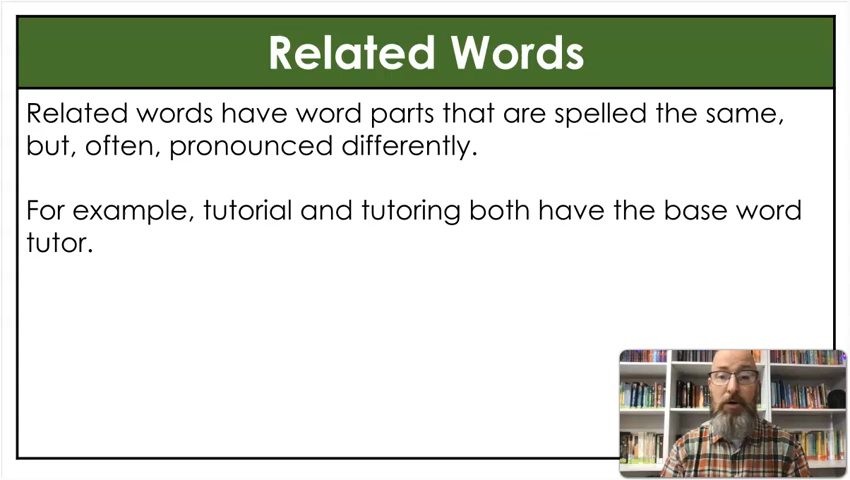 Related Words
Related words have word parts that are spelled the same,
but, often, pronounced differently.
For example, tutorial and tutoring both have the base word
tutor.